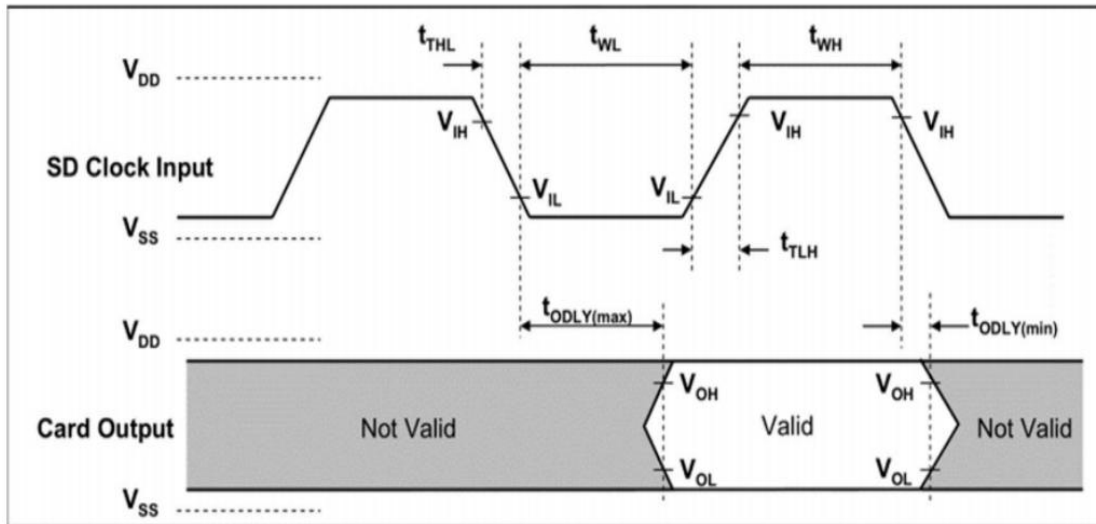 tTHL
tWL
tWH
VDD
VIH
VIH
VIH
SD Clock Input
VIL
VIL
VSS
tTLH
tODLY(max)
tODLY(min)
VDD
VOH
VOH
Card Output
Not Valid
Valid
Not Valid
VOL
VOL
VSS